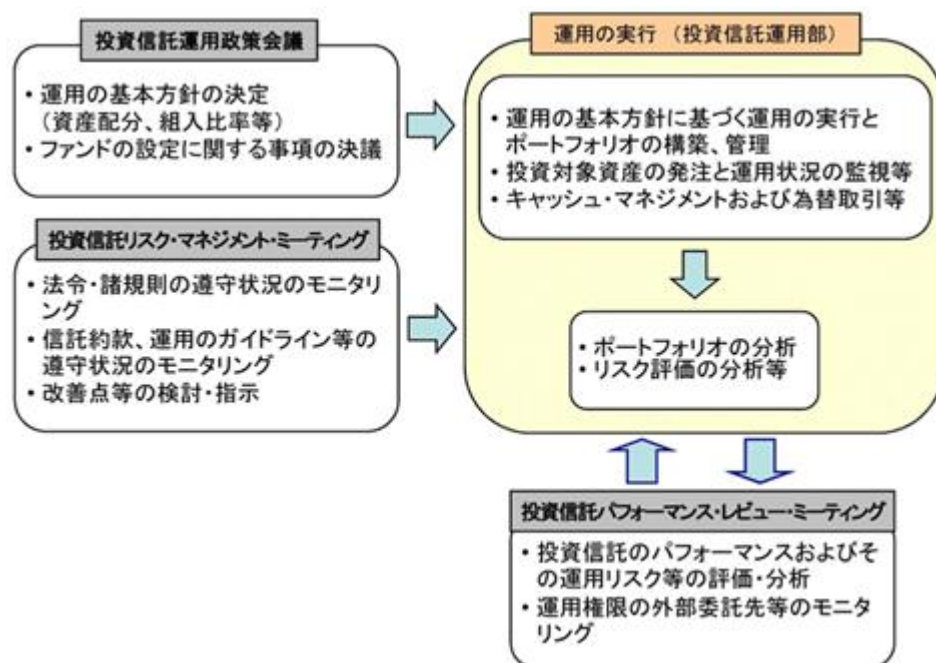 投資信託運用政策会議
・運用の基本方針の決定
（資産配分、組入比率等）
・ファンドの設定に関する事項の決議
投資信託リスク・マネジメント・ミーティング
・法令・諸規則の遵守状況のモニタリ
ング
・信託約款、運用のガイドライン等の
遵守状況のモニタリング
・改善点等の検討・指示
運用の実行 （投資信託運用部）
・運用の基本方針に基づく運用の実行と
ポートフォリオの構築、管理
・投資対象資産の発注と運用状況の監視等
・キャッシュ・マネジメントおよび為替取引等
・ポートフォリオの分析
・リスク評価の分析等
投資信託パフォーマンス・レビュー・ミーティング
・投資信託のパフォーマンスおよびそ
の運用リスク等の評価・分析
・運用権限の外部委託先等のモニタ
リング